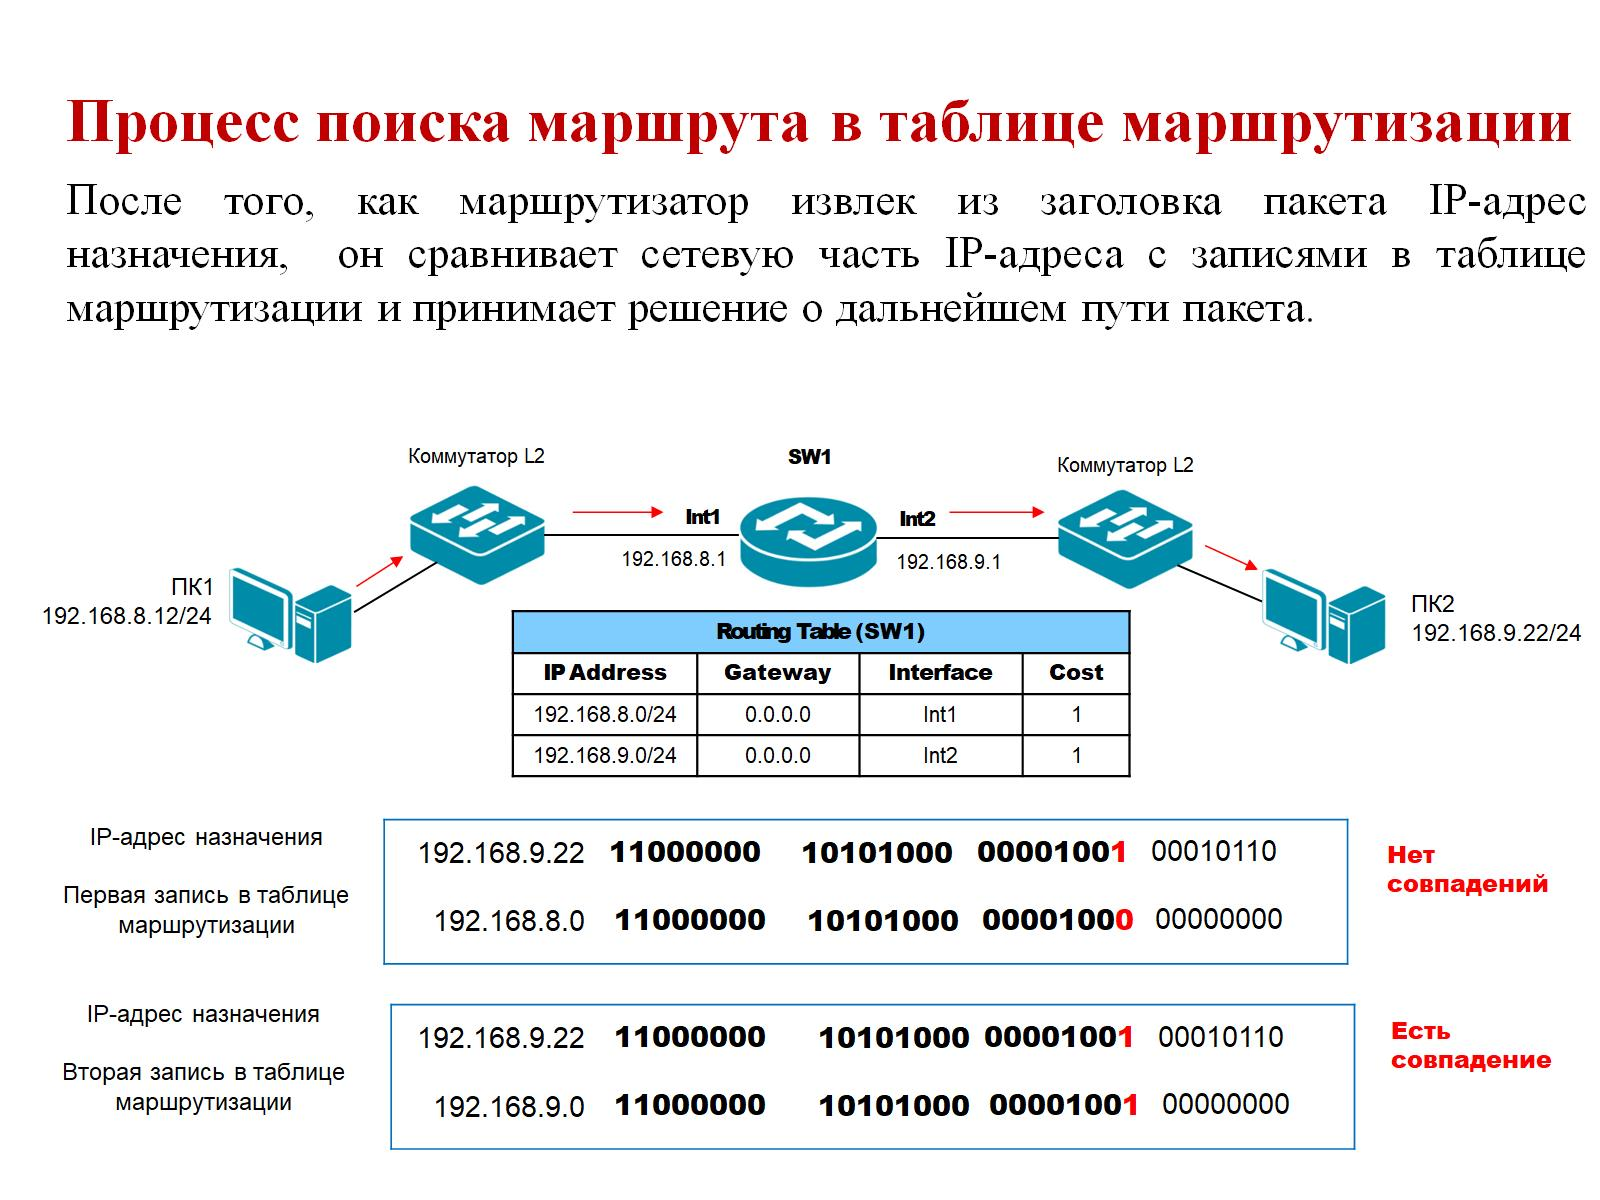 Процесс поиска маршрута в таблице маршрутизации
После того, как маршрутизатор извлек из заголовка пакета IP-адрес
назначения, он сравнивает сетевую часть IP-адреса с записями в таблице
маршрутизации и принимает решение о дальнейшем пути пакета.
Коммутатор L2
SW1
Коммутатор L2
Int1
Int2
192.168.8.1
192.168.9.1
ПК1
192.168.8.12/24
ПК2
192.168.9.22/24
Routing Table (SW1)
IP Address Gateway Interface Cost
192.168.8.0/24 0.0.0.0 Int1 1
192.168.9.0/24 0.0.0.0 Int2 1
IP-адрес назначения
192.168.9.22 11000000 10101000 00001001 00010110
Первая запись в таблице
маршрутизации
192.168.8.0 11000000 10101000 00001000 00000000
Нет
совпадений
IP-адрес назначения
192.168.9.22 11000000 10101000 00001001 00010110
Вторая запись в таблице
маршрутизации
192.168.9.0 11000000 10101000 00001001 00000000
Есть
совпадение